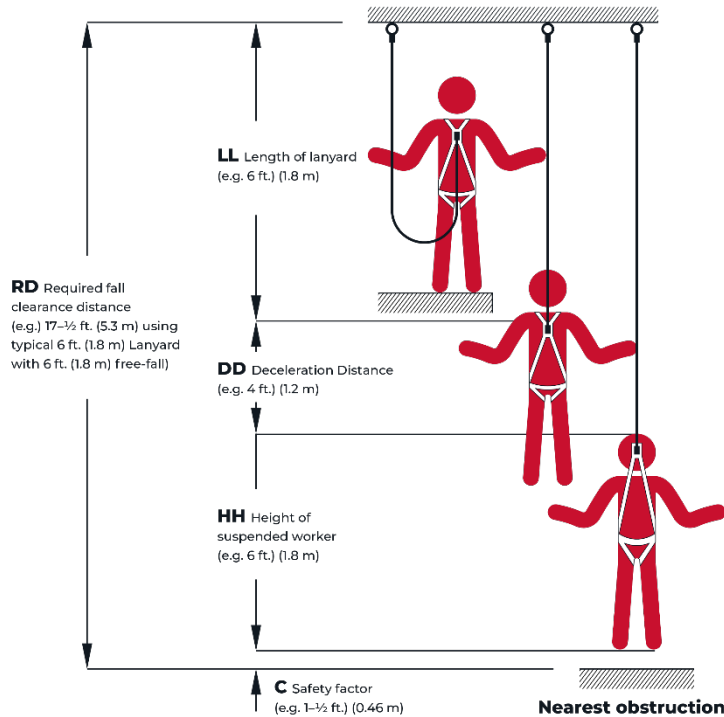 LL Length of lanyard
(e.g. 6 ft.) (1.8 m)
RD Required fall
clearance distance
(e.g.) 17–½ ft. (5.3 m) using
typical 6 ft. (1.8 m) Lanyard
with 6 ft. (1.8 m) free-fall)
DD Deceleration Distance
(e.g. 4 ft.) (1.2 m)
HH Height of
suspended worker
(e.g. 6 ft.) (1.8 m)
C Safety factor
(e.g. 1–½ ft.) (0.46 m)
Nearest obstruction